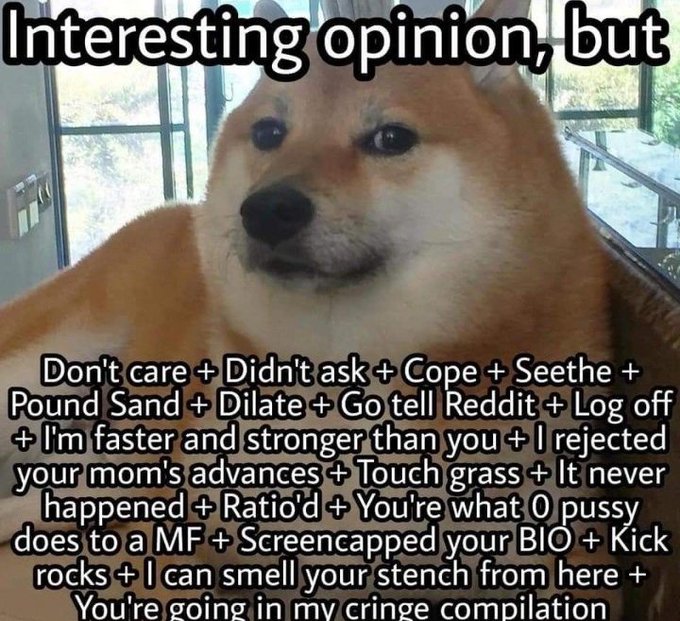 Interesting opinion, but
Don't care + Didn't ask + Cope + Seethe +
Pound Sand + Dilate + Go tell Reddit + Log off
+ I'm faster and stronger than you + I rejected
your mom's advances + Touch grass + It never
happened + Ratio'd + You're what 0 pussy
does to a MF + Screencapped your BIO + Kick
rocks + I can smell your stench from here +
You're going in my cringe compilation